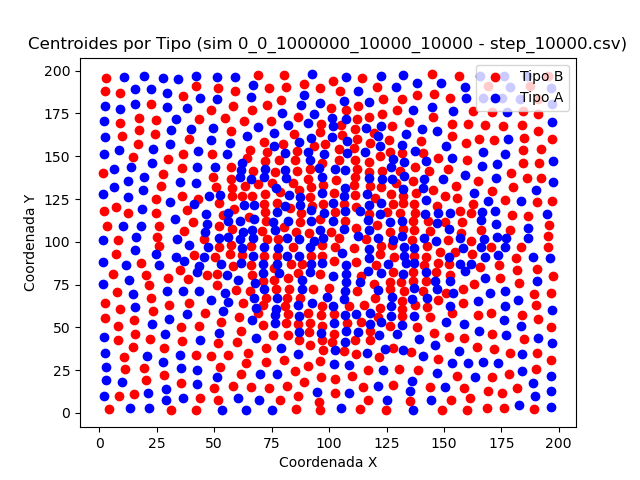 Centroides por Tipo (sim 0_0_1000000_10000_10000 - step_10000.csv)
Tipo B
Tipo A
200
175
150
125
100
75
50
25
0
Coordenada Y
0 25 50 75 100 125 150 175 200
Coordenada X